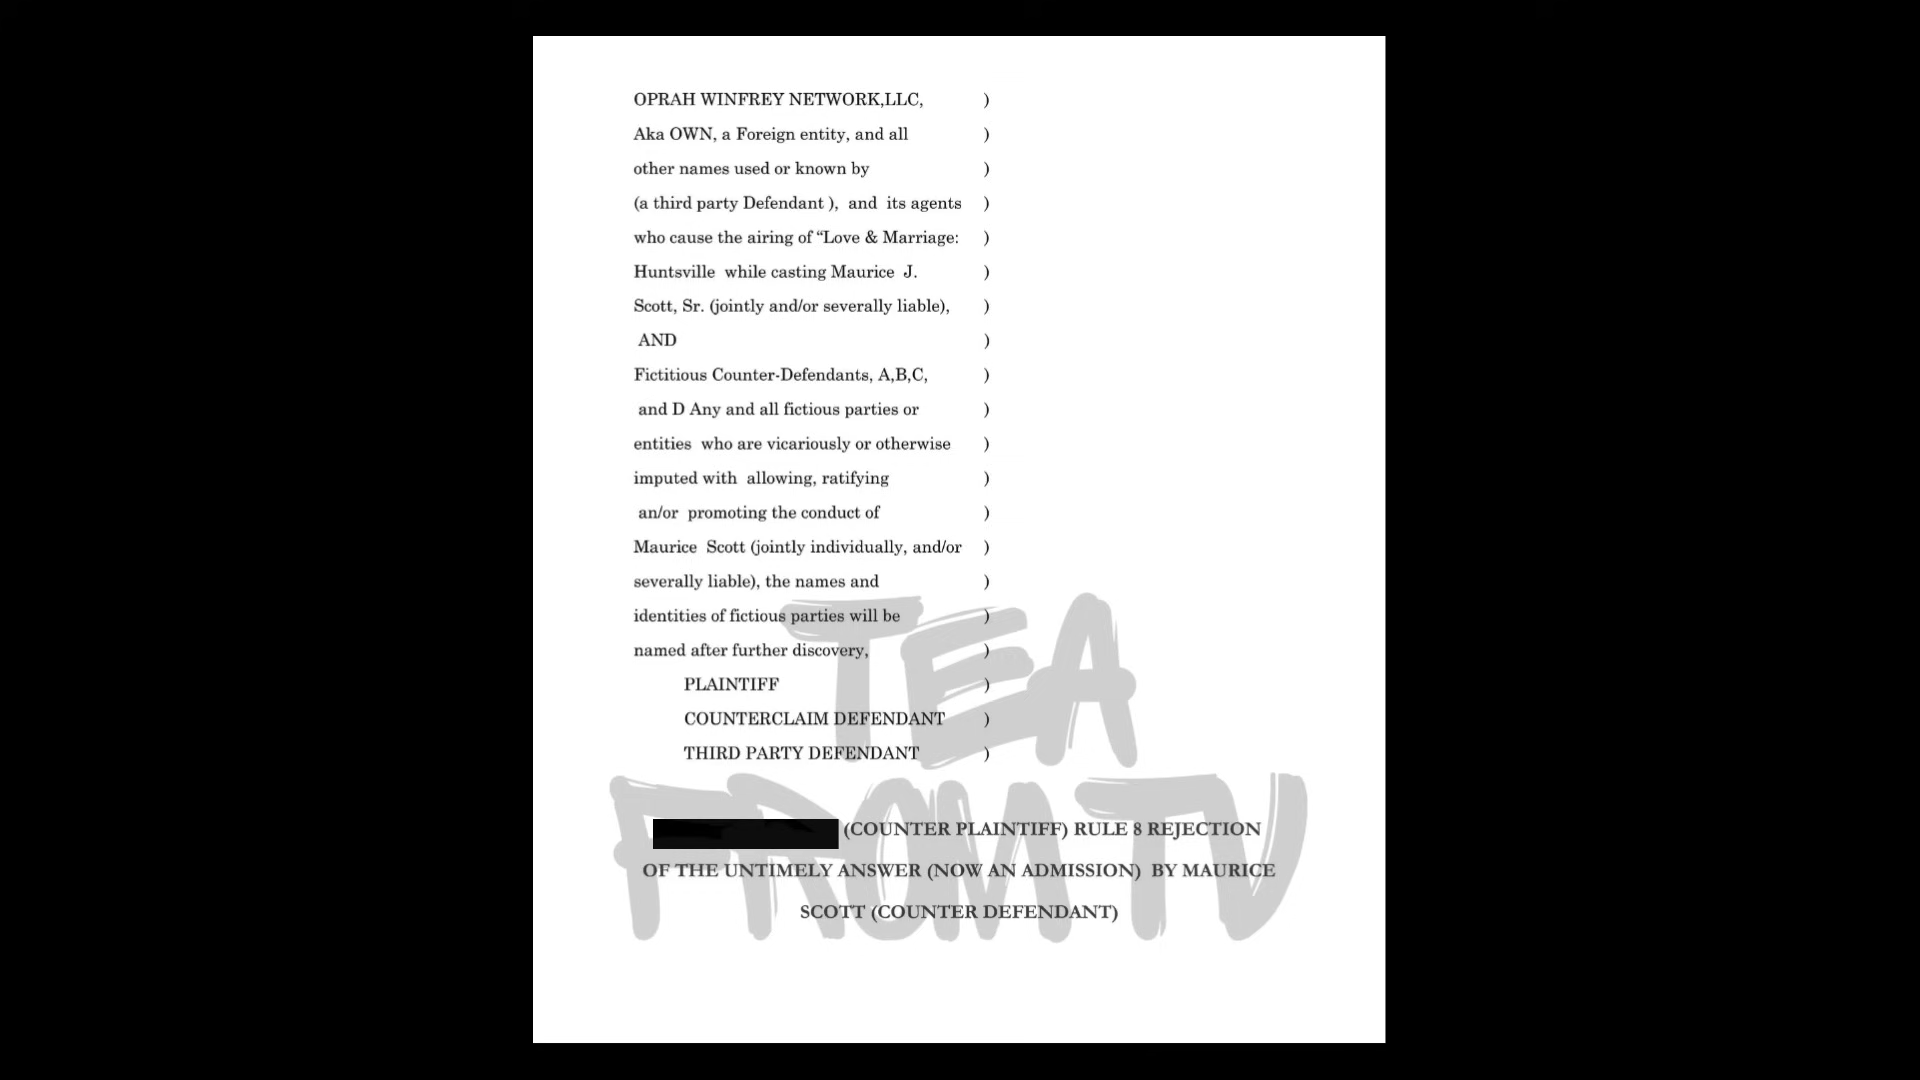 OPRAH WINFREY NETWORK,LLC, )
Aka OWN, a Foreign entity, and all )
other names used or known by )
(a third party Defendant ), and its agents )
who cause the airing of “Love & Marriage: )
Huntsville while casting Maurice J. )
Scott, Sr. (jointly and/or severally liable), )
AND )
Fictitious Counter-Defendants, A,B,C, )
and D Any and all fictious parties or )
entities who are vicariously or otherwise )
imputed with allowing, ratifying )
an/or promoting the conduct of )
Maurice Scott (jointly individually, and/or )
severally liable), the names and )
identities of fictious parties will be )
named after further discovery, )
PLAINTIFF )
COUNTERCLAIM DEFENDANT )
THIRD PARTY DEFENDANT )
(COUNTER PLAINTIFF) RULE 8 REJECTION
OF THE UNTIMELY ANSWER (NOW AN ADMISSION) BY MAURICE
SCOTT (COUNTER DEFENDANT)
TEA
FROM TV